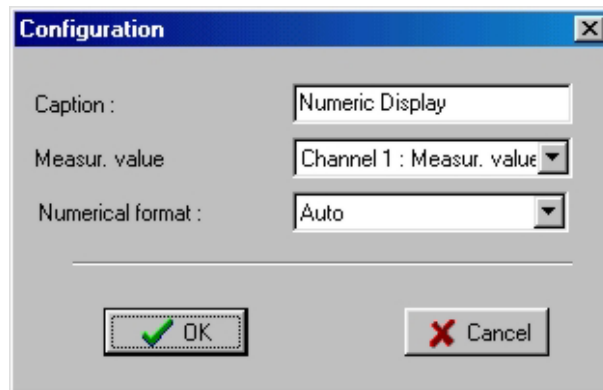 Configuration
Caption : Numeric Display
Measur. value Channel 1 : Measur. value
Numerical format : Auto
OK Cancel